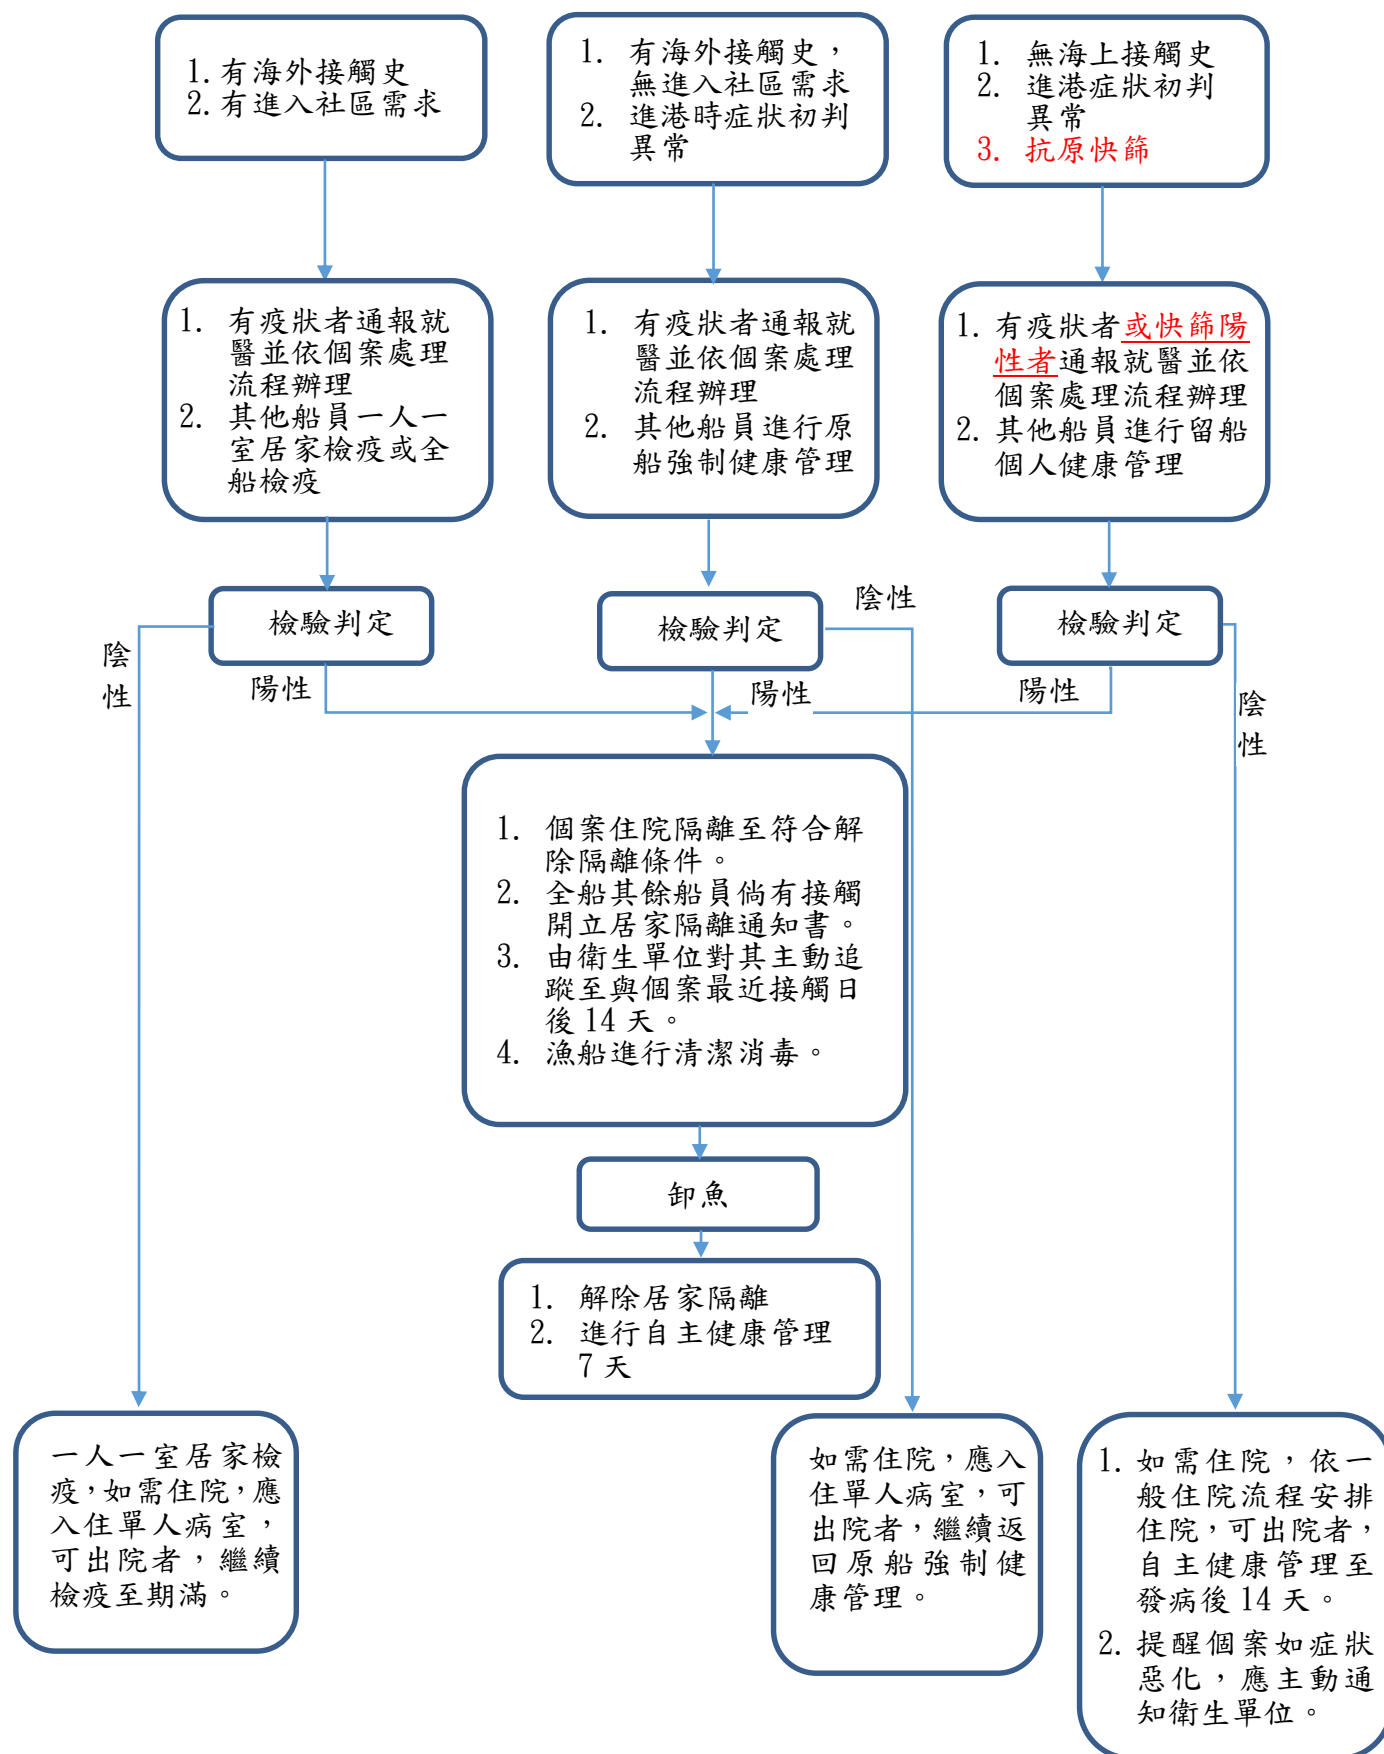 1. 有海外接觸史
2. 有進入社區需求
1. 有海外接觸史，
無進入社區需求
2. 進港時症狀初判
異常
1. 無海上接觸史
2. 進港症狀初判
異常
3. 抗原快篩
1. 有疫狀者通報就
醫並依個案處理
流程辦理
2. 其他船員一人一
室居家檢疫或全
船檢疫
1. 有疫狀者通報就
醫並依個案處理
流程辦理
2. 其他船員進行原
船強制健康管理
1. 有疫狀者或快篩陽
性者通報就醫並依
個案處理流程辦理
2. 其他船員進行留船
個人健康管理
檢驗判定
檢驗判定
陰性
檢驗判定
陰
性
陽性
陽性
陽性
陰
性
1. 個案住院隔離至符合解
除隔離條件。
2. 全船其餘船員倘有接觸
開立居家隔離通知書。
3. 由衛生單位對其主動追
蹤至與個案最近接觸日
後 14 天。
4. 漁船進行清潔消毒。
卸魚
1. 解除居家隔離
2. 進行自主健康管理
7 天
一人一室居家檢
疫，如需住院，應
入住單人病室，
可出院者，繼續
檢疫至期滿。
如需住院，應入
住單人病室，可
出院者，繼續返
回原船強制健
康管理。
1. 如需住院，依一
般住院流程安排
住院，可出院者，
自主健康管理至
發病後 14 天。
2. 提醒個案如症狀
惡化，應主動通
知衛生單位。